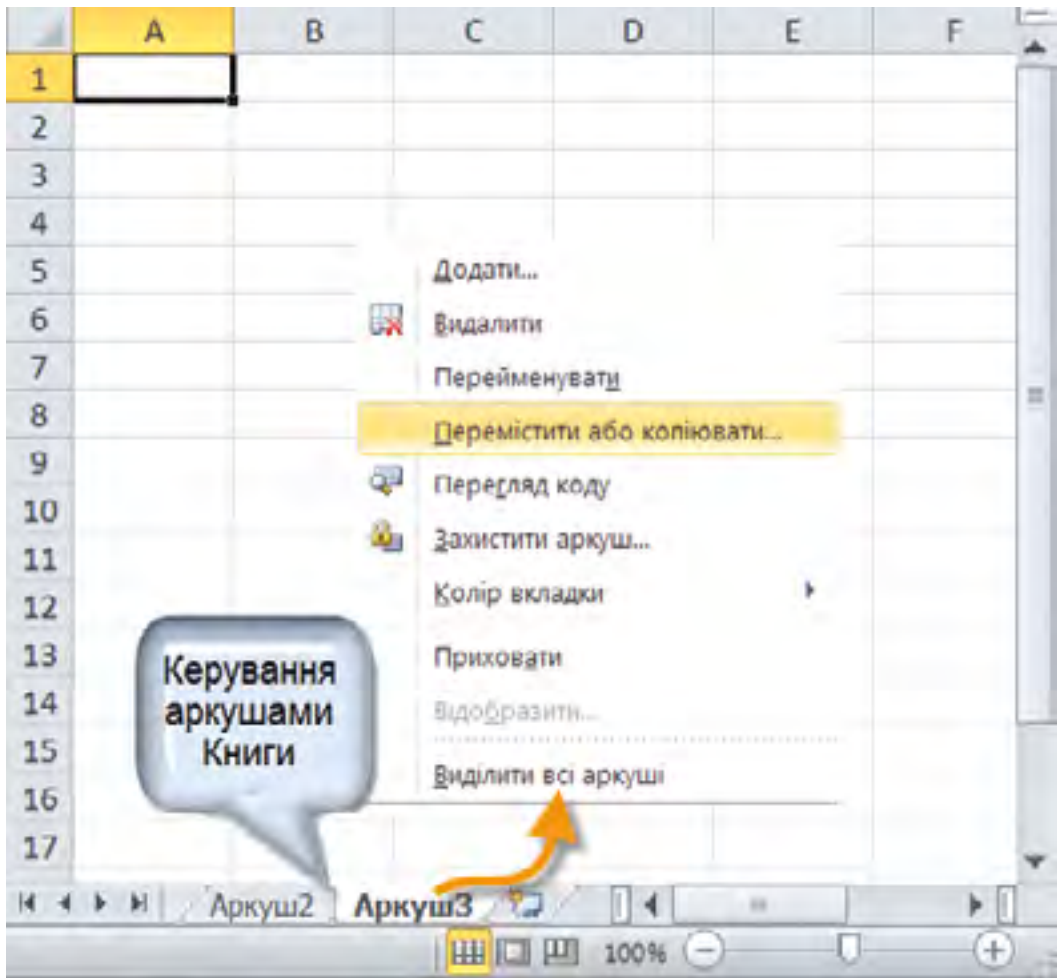 A B C D E F
1
2
3
4
5 Додати...
6 Видалити
7 Перейменувати
8 Перемістити або копіювати...
9
10 Перегляд коду
11 Захистити аркуш...
12 Колір вкладки
13 Приховати
14 Відобразити...
15
16 Виділити всі аркуші
17
Керування
аркушами
Книги
Аркуш2 Аркуш3
100%